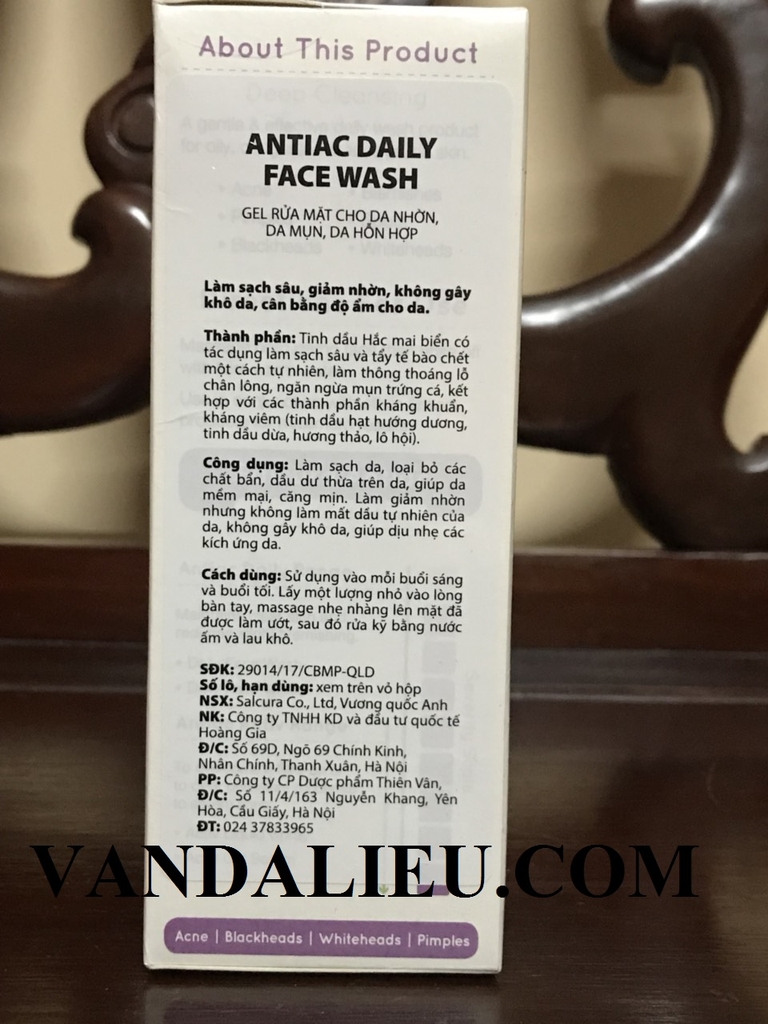 About This Product
ANTIAC DAILY
FACE WASH
GEL RỬA MẶT CHO DA NHỜN,
DA MỤN, DA HỖN HỢP
Làm sạch sâu, giảm nhờn, không gây
khô da, cân bằng độ ẩm cho da.
Thành phần: Tinh dầu Hắc mai biển có
tác dụng làm sạch sâu và tẩy tế bào chết
một cách tự nhiên, làm thông thoáng lỗ
chân lông, ngăn ngừa mụn trứng cá, kết
hợp với các thành phần kháng khuẩn,
kháng viêm (tinh dầu hạt hướng dương,
tinh dầu dừa, hương thảo, lô hội).
Công dụng: Làm sạch da, loại bỏ các
chất bẩn, dầu dư thừa trên da, giúp da
mềm mại, căng mịn. Làm giảm nhờn
nhưng không làm mất dầu tự nhiên của
da, không gây khô da, giúp dịu nhẹ các
kích ứng da.
Cách dùng: Sử dụng vào mỗi buổi sáng
và buổi tối. Lấy một lượng nhỏ vào lòng
bàn tay, massage nhẹ nhàng lên mặt đã
được làm ướt, sau đó rửa kỹ bằng nước
ấm và lau khô.
SĐK: 29014/17/CBMP-QLD
Số lô, hạn dùng: xem trên vỏ hộp
NSX: Salcura Co., Ltd, Vương quốc Anh
NK: Công ty TNHH KD và đầu tư quốc tế
Hoàng Gia
Đ/C: Số 69D, Ngõ 69 Chính Kinh,
Nhân Chính, Thanh Xuân, Hà Nội
PP: Công ty CP Dược phẩm Thiên Vân,
Đ/C: Số 11/4/163 Nguyễn Khang, Yên
Hòa, Cầu Giấy, Hà Nội
ĐT: 024 37833965
VANDALIEU.COM
Acne | Blackheads | Whiteheads | Pimples